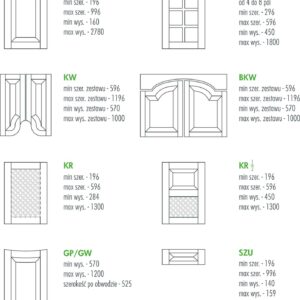 min szer. - 196
max szer. - 996
min wys. - 160
max wys. - 2780
od 4 do 8 pól
min szer. - 296
min wys. - 450
max wys. - 1800
KW
min szer. zestawu - 596
max szer. zestawu - 1196
min wys. zestawu - 570
max wys. zestawu - 1000
BKW
min szer. zestawu - 596
max szer. zestawu - 1196
min wys. zestawu - 570
max wys. zestawu - 1000
KR
min szer. - 196
max szer. - 596
min wys. - 284
max wys. - 1300
KR ½
min szer. - 196
max szer. - 596
min wys. - 450
max wys. - 1300
GP/GW
min wys. - 570
max wys. - 1200
szerokość po obwodzie - 525
SZU
min szer. - 196
max szer. - 996
min wys. - 140
max wys. - 159